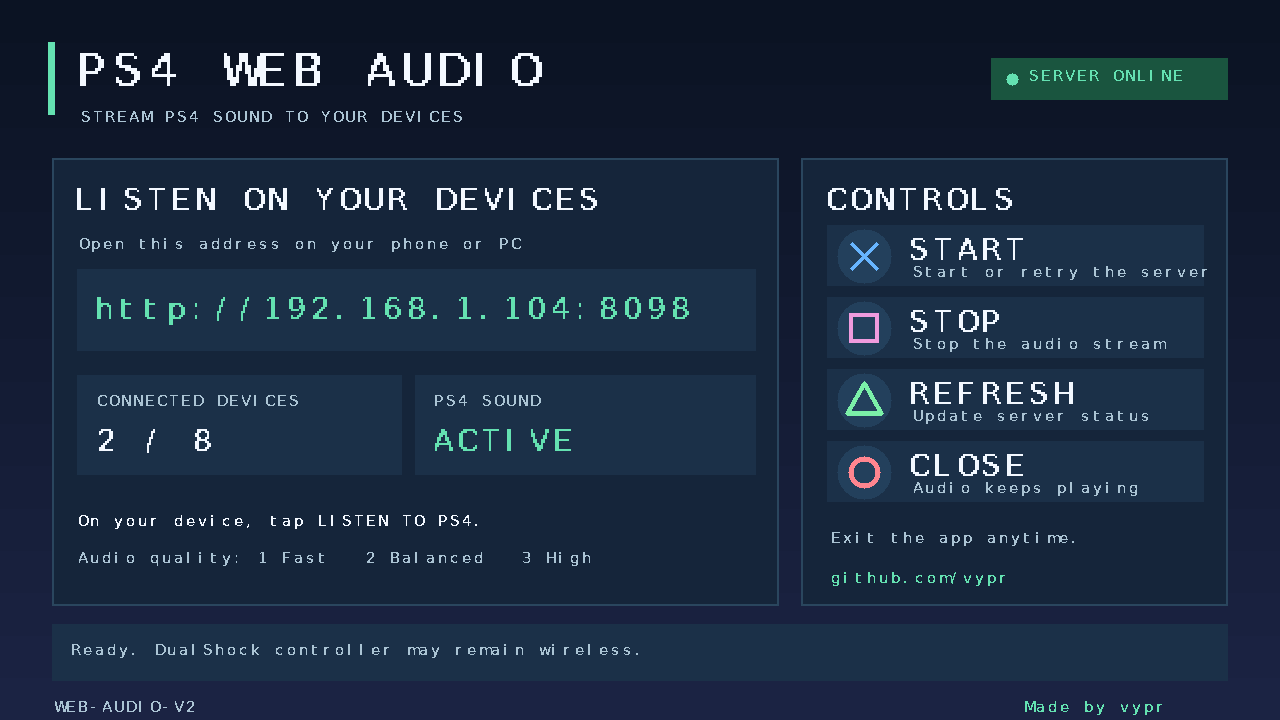 PS4 WEB AUDIO
STREAM PS4 SOUND TO YOUR DEVICES
SERVER ONLINE
LISTEN ON YOUR DEVICES
Open this address on your phone or PC
http://192.168.1.104:8098
CONNECTED DEVICES
2 / 8
PS4 SOUND
ACTIVE
On your device, tap LISTEN TO PS4.
Audio quality: 1 Fast 2 Balanced 3 High
CONTROLS
START
Start or retry the server
STOP
Stop the audio stream
REFRESH
Update server status
CLOSE
Audio keeps playing
Exit the app anytime.
github.com/vypr
Ready. DualShock controller may remain wireless.
WEB-AUDIO-V2
Made by vypr